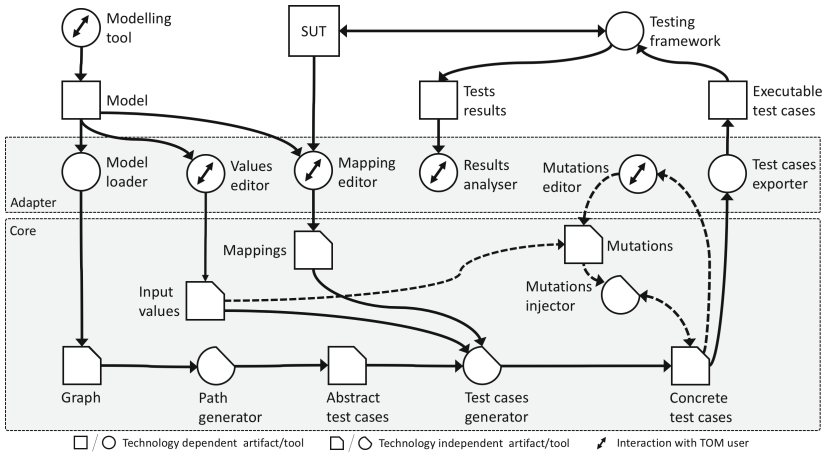 Modelling
tool
SUT
Testing
framework
Model
Tests
results
Executable
test cases
Model
loader
Values
editor
Mapping
editor
Results
analyser
Mutations
editor
Test cases
exporter
Adapter
Core
Mappings
Mutations
Input
values
Mutations
injector
Graph
Path
generator
Abstract
test cases
Test cases
generator
Concrete
test cases
/ Technology dependent artifact/tool
/ Technology independent artifact/tool
Interaction with TOM user